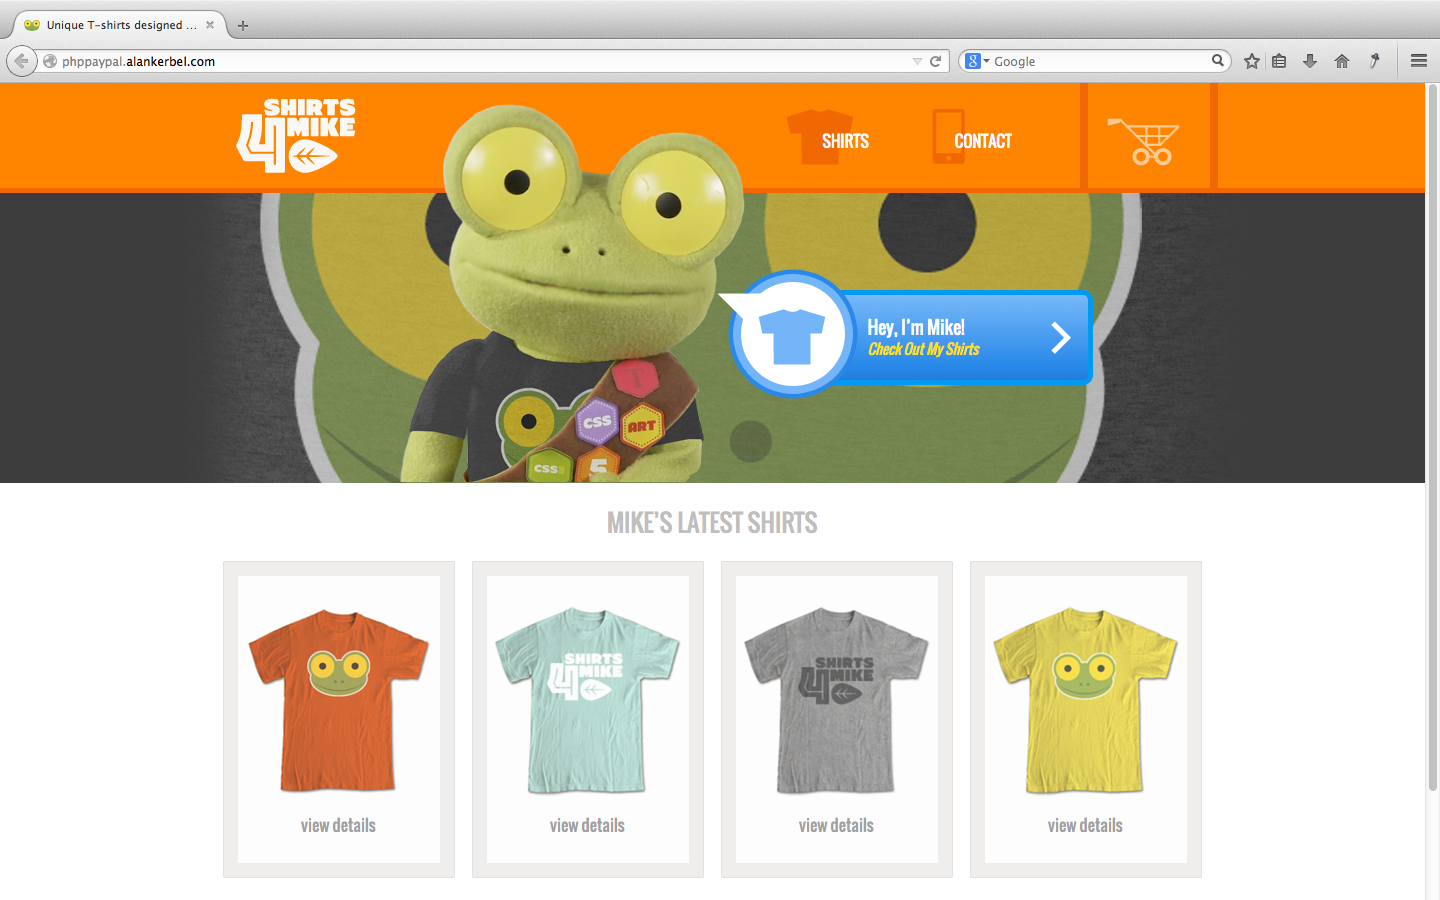 Unique T-shirts designed ...
phppaypal.alankerbel.com
8
Google
SHIRTS
4 MIKE
SHIRTS
CONTACT
Hey, I'm Mike!
Check Out My Shirts
T
CSS
ART
CSS3
5
MIKE'S LATEST SHIRTS
SHIRTS
4 MIKE
SHIRTS
4 MIKE
view details
view details
view details
view details